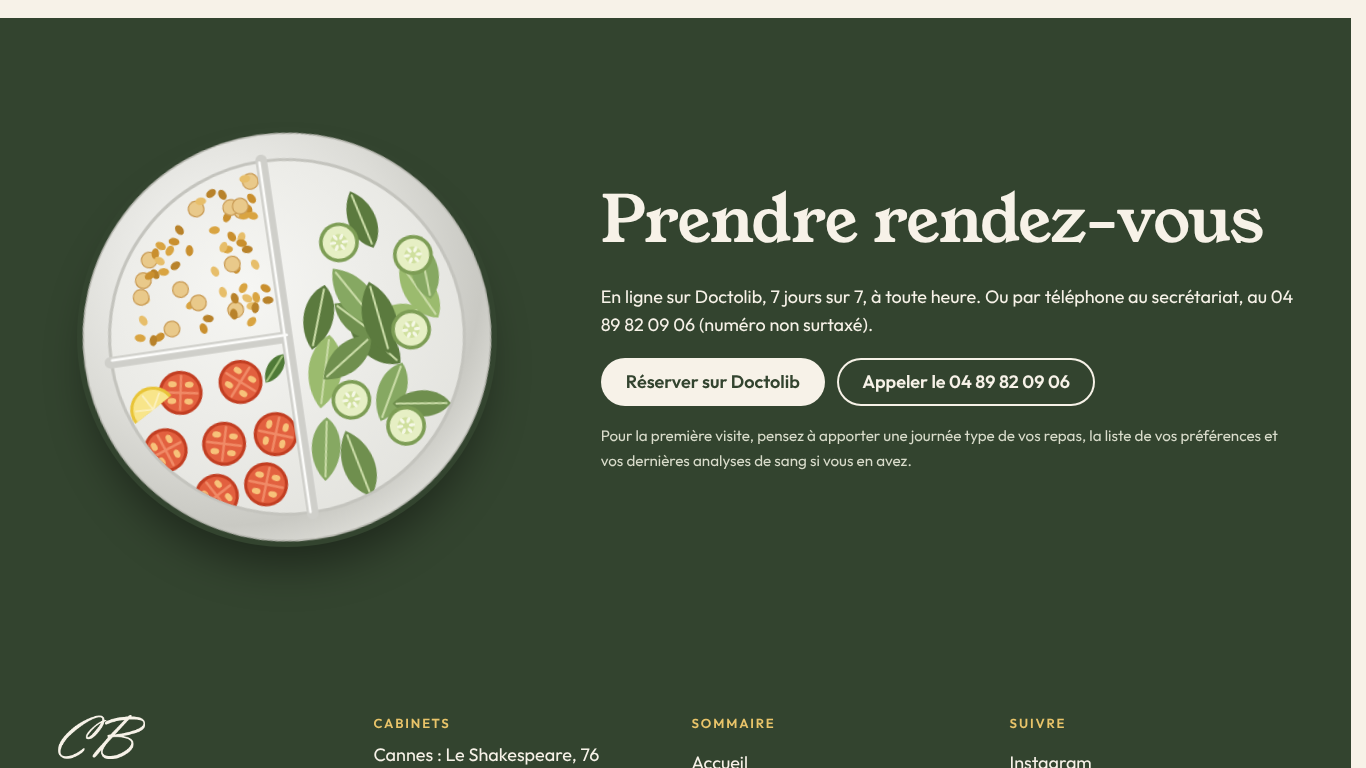 Prendre rendez-vous
En ligne sur Doctolib, 7 jours sur 7, à toute heure. Ou par téléphone au secrétariat, au 04
89 82 09 06 (numéro non surtaxé).
Réserver sur Doctolib
Appeler le 04 89 82 09 06
Pour la première visite, pensez à apporter une journée type de vos repas, la liste de vos préférences et
vos dernières analyses de sang si vous en avez.
CB
CABINETS
Cannes : Le Shakespeare, 76
SOMMAIRE
Accueil
SUIVRE
Instagram